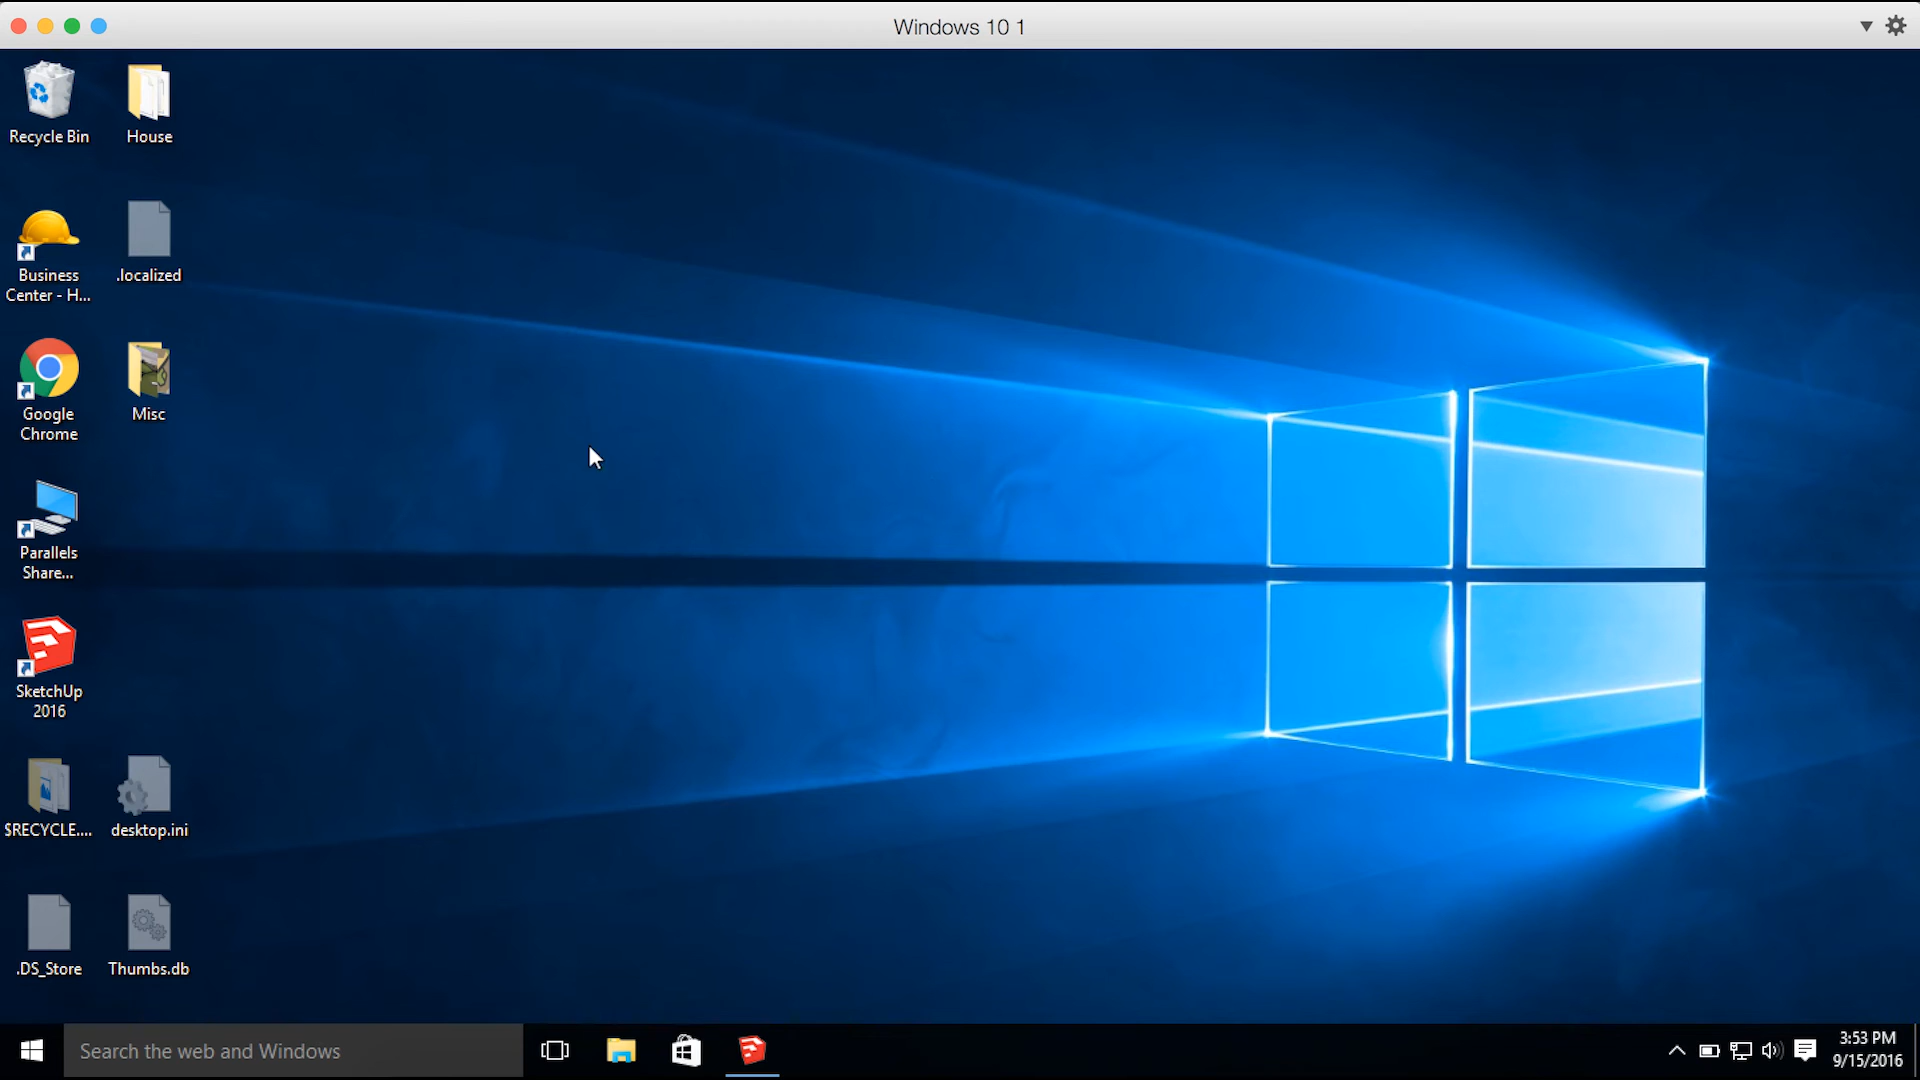 Windows 10 1
Recycle Bin
House
Business
Center - H...
.localized
Google
Chrome
Misc
Parallels
Share...
SketchUp
2016
$RECYCLE....
desktop.ini
.DS_Store
Thumbs.db
Search the web and Windows
3:53 PM
9/15/2016